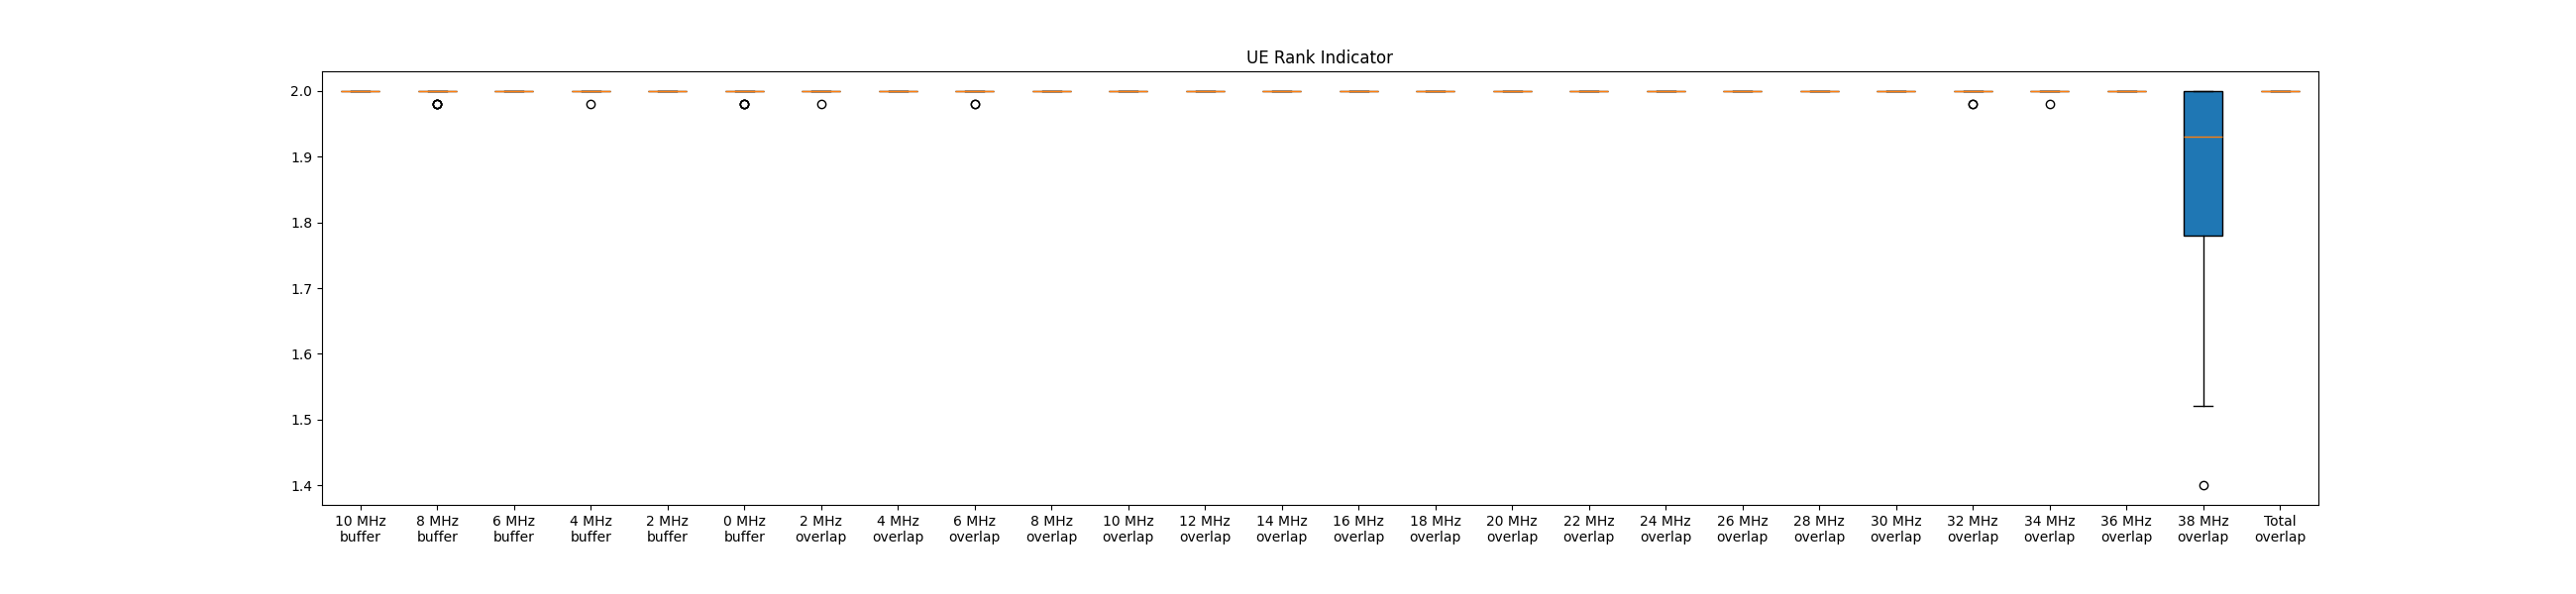 UE Rank Indicator
2.0
1.9
1.8
1.7
1.6
1.5
1.4
10 MHz buffer
8 MHz buffer
6 MHz buffer
4 MHz buffer
2 MHz buffer
0 MHz buffer
2 MHz overlap
4 MHz overlap
6 MHz overlap
8 MHz overlap
10 MHz overlap
12 MHz overlap
14 MHz overlap
16 MHz overlap
18 MHz overlap
20 MHz overlap
22 MHz overlap
24 MHz overlap
26 MHz overlap
28 MHz overlap
30 MHz overlap
32 MHz overlap
34 MHz overlap
36 MHz overlap
38 MHz overlap
Total overlap